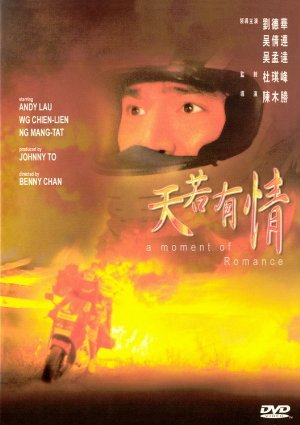 領銜主演 劉德華
吳倩蓮
吳孟達
監製 杜琪峰
導演 陳木勝
starring
ANDY LAU
WG CHIEN-LIEN
NG MANG-TAT
produced by
JOHNNY TO
directed by
BENNY CHAN
天若有情
a moment of
Romance
DVD
VIDEO